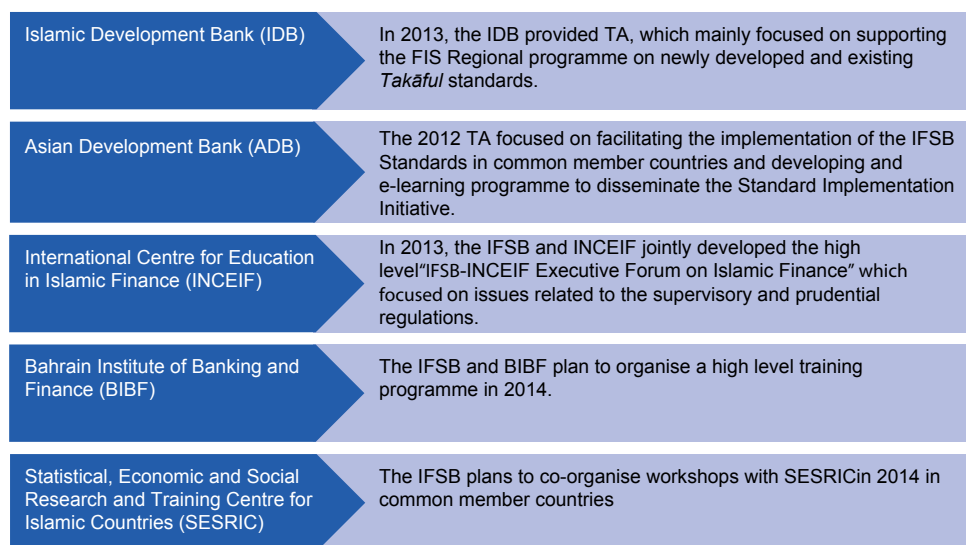 Islamic Development Bank (IDB)
In 2013, the IDB provided TA, which mainly focused on supporting
the FIS Regional programme on newly developed and existing
Takāful standards.
Asian Development Bank (ADB)
The 2012 TA focused on facilitating the implementation of the IFSB
Standards in common member countries and developing and
e-learning programme to disseminate the Standard Implementation
Initiative.
International Centre for Education
in Islamic Finance (INCEIF)
In 2013, the IFSB and INCEIF jointly developed the high
level“IFSB-INCEIF Executive Forum on Islamic Finance” which
focused on issues related to the supervisory and prudential
regulations.
Bahrain Institute of Banking and
Finance (BIBF)
The IFSB and BIBF plan to organise a high level training
programme in 2014.
Statistical, Economic and Social
Research and Training Centre for
Islamic Countries (SESRIC)
The IFSB plans to co-organise workshops with SESRICin 2014 in
common member countries